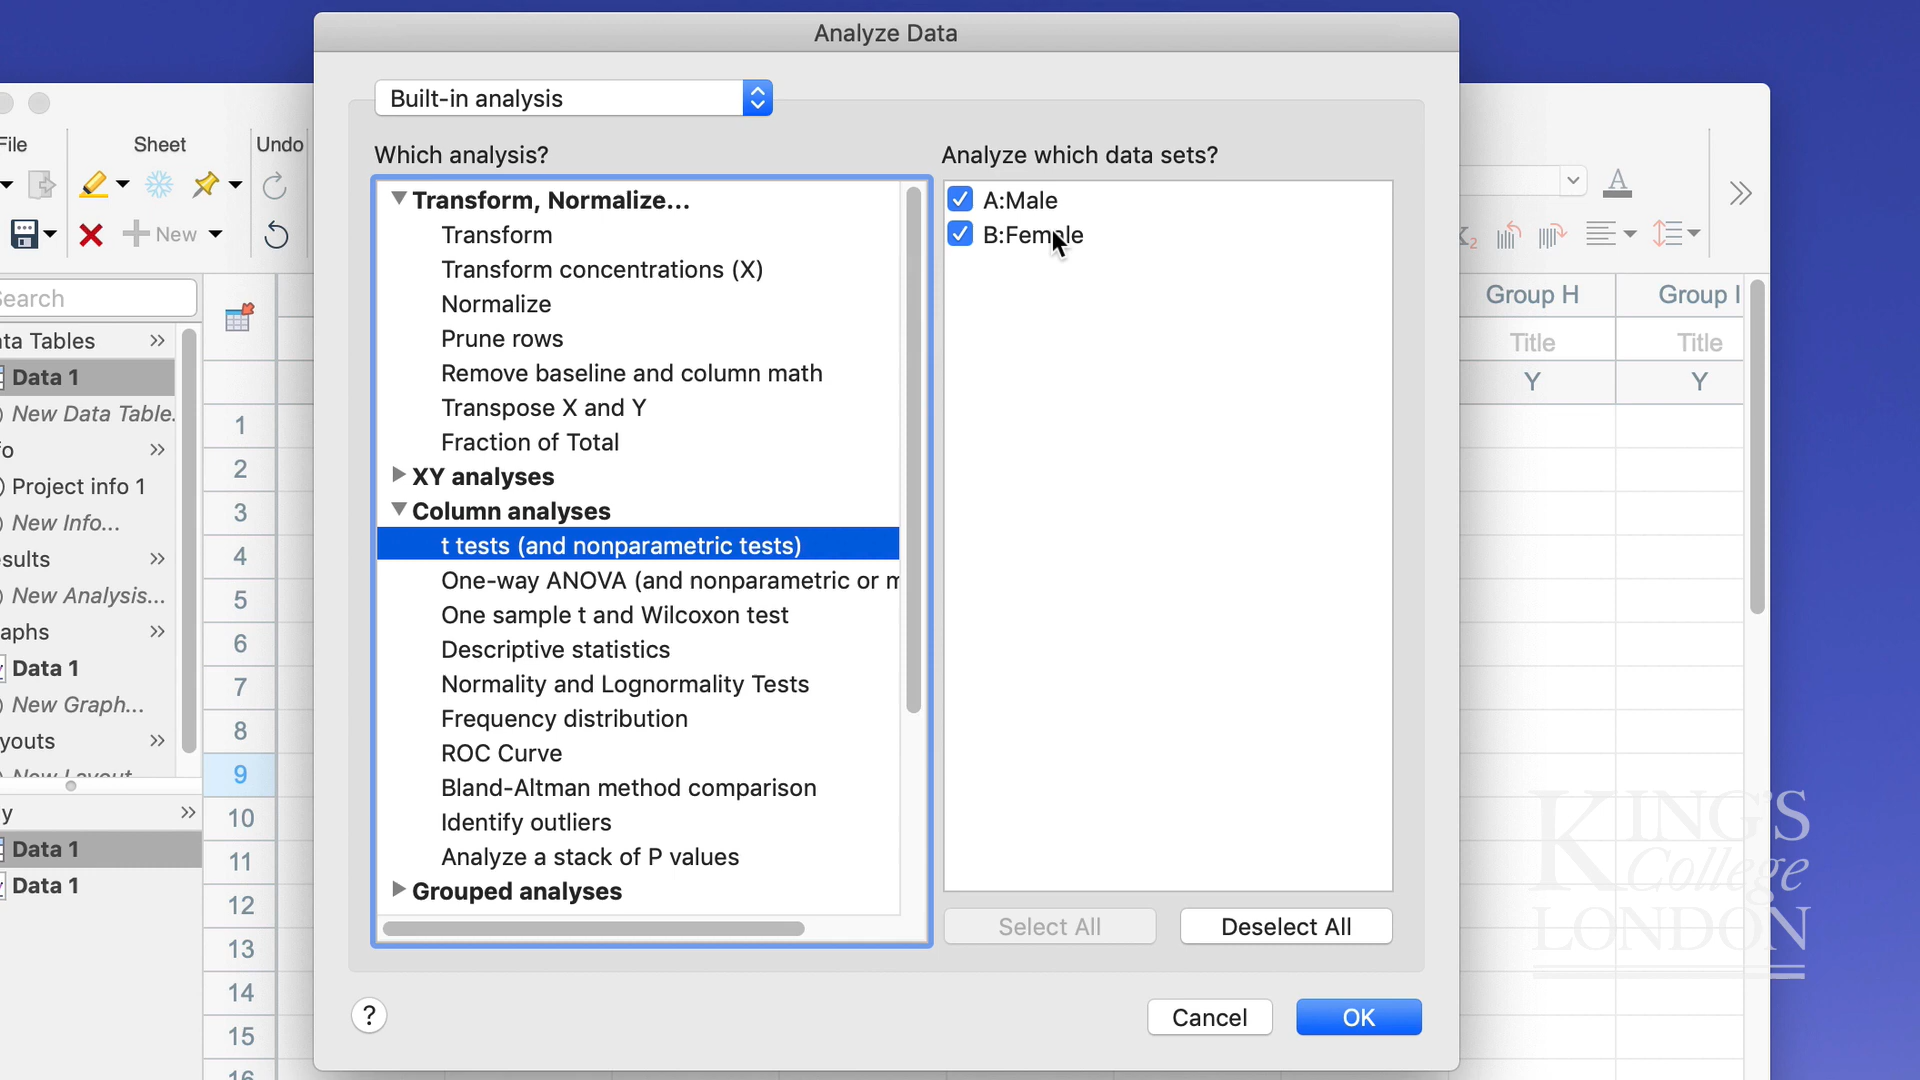 Analyze Data
Built-in analysis
File
Sheet
Undo
Which analysis?
Analyze which data sets?
Transform, Normalize...
Transform
Transform concentrations (X)
Normalize
Prune rows
Remove baseline and column math
Transpose X and Y
Fraction of Total
XY analyses
Column analyses
t tests (and nonparametric tests)
One-way ANOVA (and nonparametric or m
One sample t and Wilcoxon test
Descriptive statistics
Normality and Lognormality Tests
Frequency distribution
ROC Curve
Bland-Altman method comparison
Identify outliers
Analyze a stack of P values
Grouped analyses
A:Male
B:Female
Select All
Deselect All
?
Cancel
OK
New
earch
ta Tables
Data 1
New Data Table.
fo
Project info 1
New Info...
sults
New Analysis...
aphs
Data 1
New Graph...
youts
New Layout
y
Data 1
Data 1
1
2
3
4
5
6
7
8
9
10
11
12
13
14
15
16
A
X2
Group H
Group I
Title
Title
Y
Y
KING'S
College
LONDON